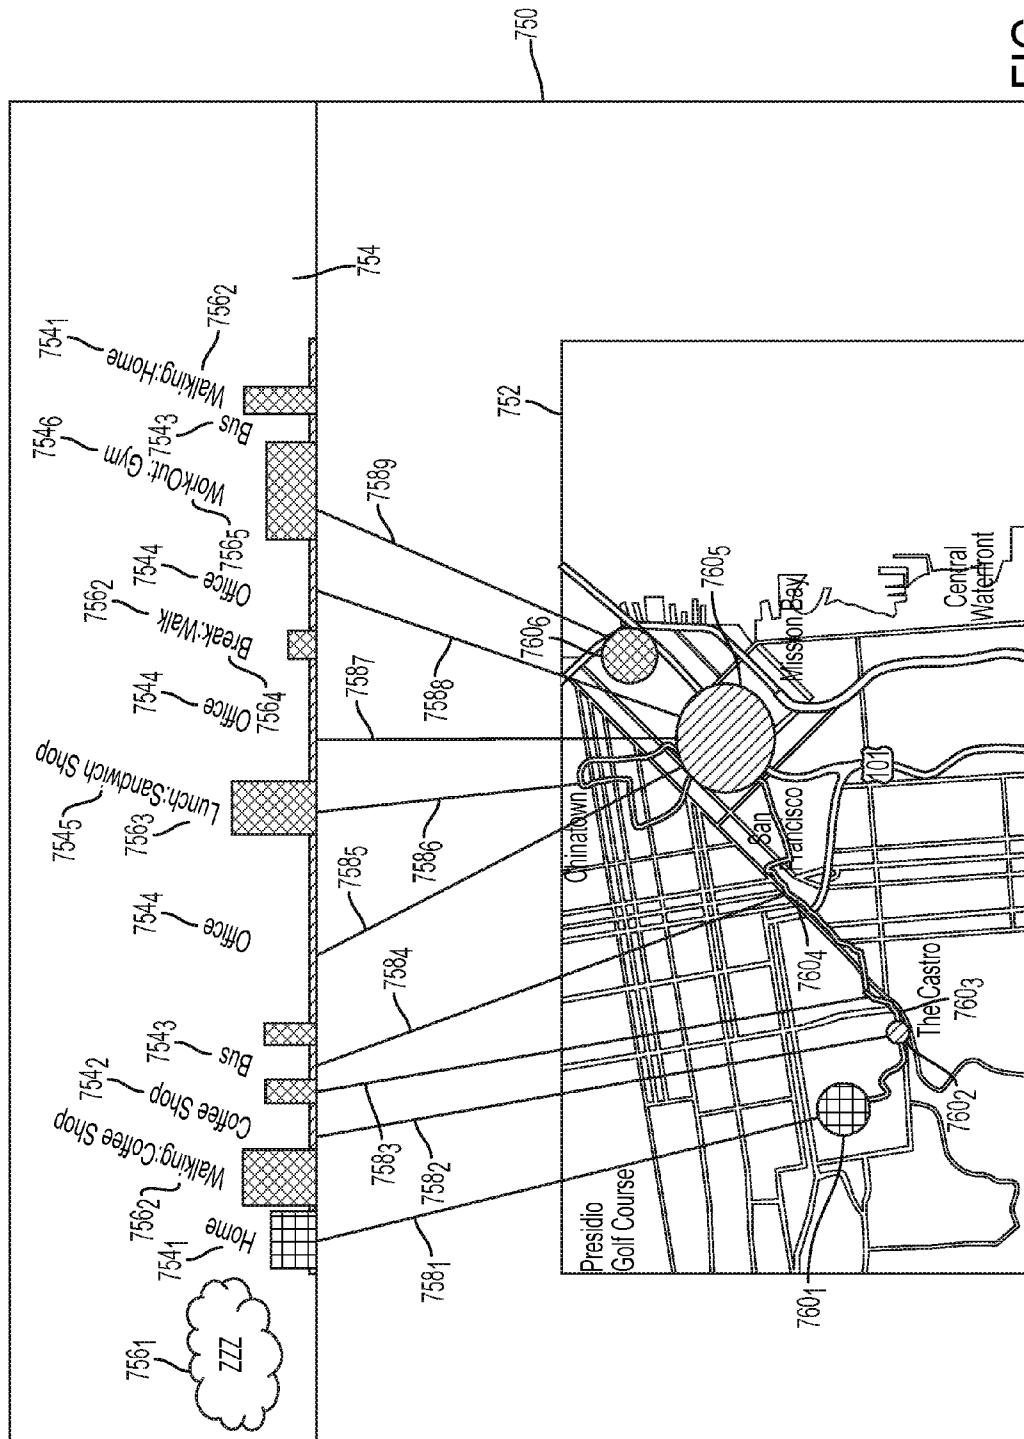 750
754₁
756₂
Walking:Home
754₃
Bus
754₆
WorkOut: Gym
756₅
754₄
Office
756₂
Break:Walk
756₄
754₄
Office
754₅
Lunch:Sandwich Shop
756₃
754₄
Office
754₃
Bus
754₂
Coffee Shop
Walking:Coffee Shop
756₂
Home
754₁
756₁
ZZZ
754
752
758₉
758₈
758₇
758₆
758₅
758₄
758₃
758₂
758₁
Presidio
Golf Course
Chinatown
San
Francisco
101
Mission Bay
Central
Waterfront
The Castro
760₁
760₂
760₃
760₄
760₅
760₆